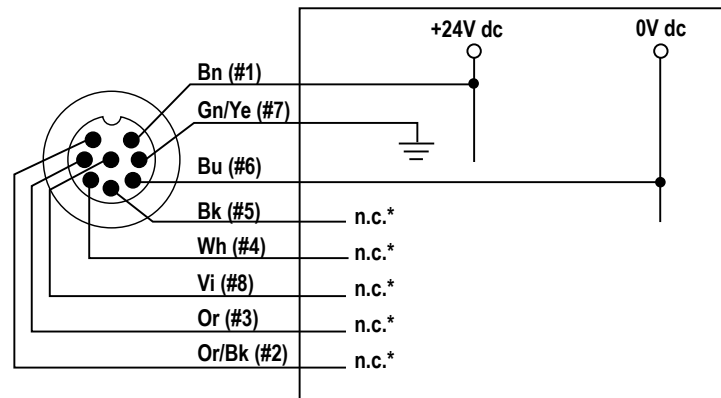 +24V dc 0V dc
Bn (#1)
Gn/Ye (#7)
Bu (#6)
Bk (#5) n.c.*
Wh (#4) n.c.*
Vi (#8) n.c.*
Or (#3) n.c.*
Or/Bk (#2) n.c.*